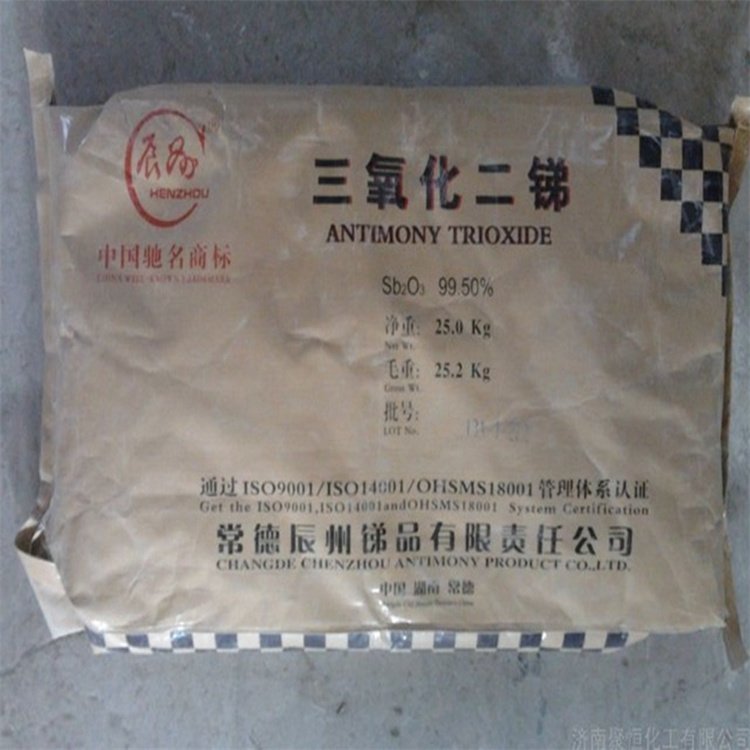 辰州
HENZHOU
中国驰名商标
三氧化二锑
ANTIMONY TRIOXIDE
Sb₂O₃ 99.50%
净重: 25.0 Kg
Net Wt.
毛重: 25.2 Kg
Gross Wt.
批号:
LOT No.
通过ISO9001/ISO14001/OHSMS18001管理体系认证
Get the ISO9001,ISO14001andOHSMS18001 System Certification
常德辰州锑品有限责任公司
CHANGDE CHENZHOU ANTIMONY PRODUCT CO.,LTD.
中国 湖南 常德
济南聚恒化工有限公司